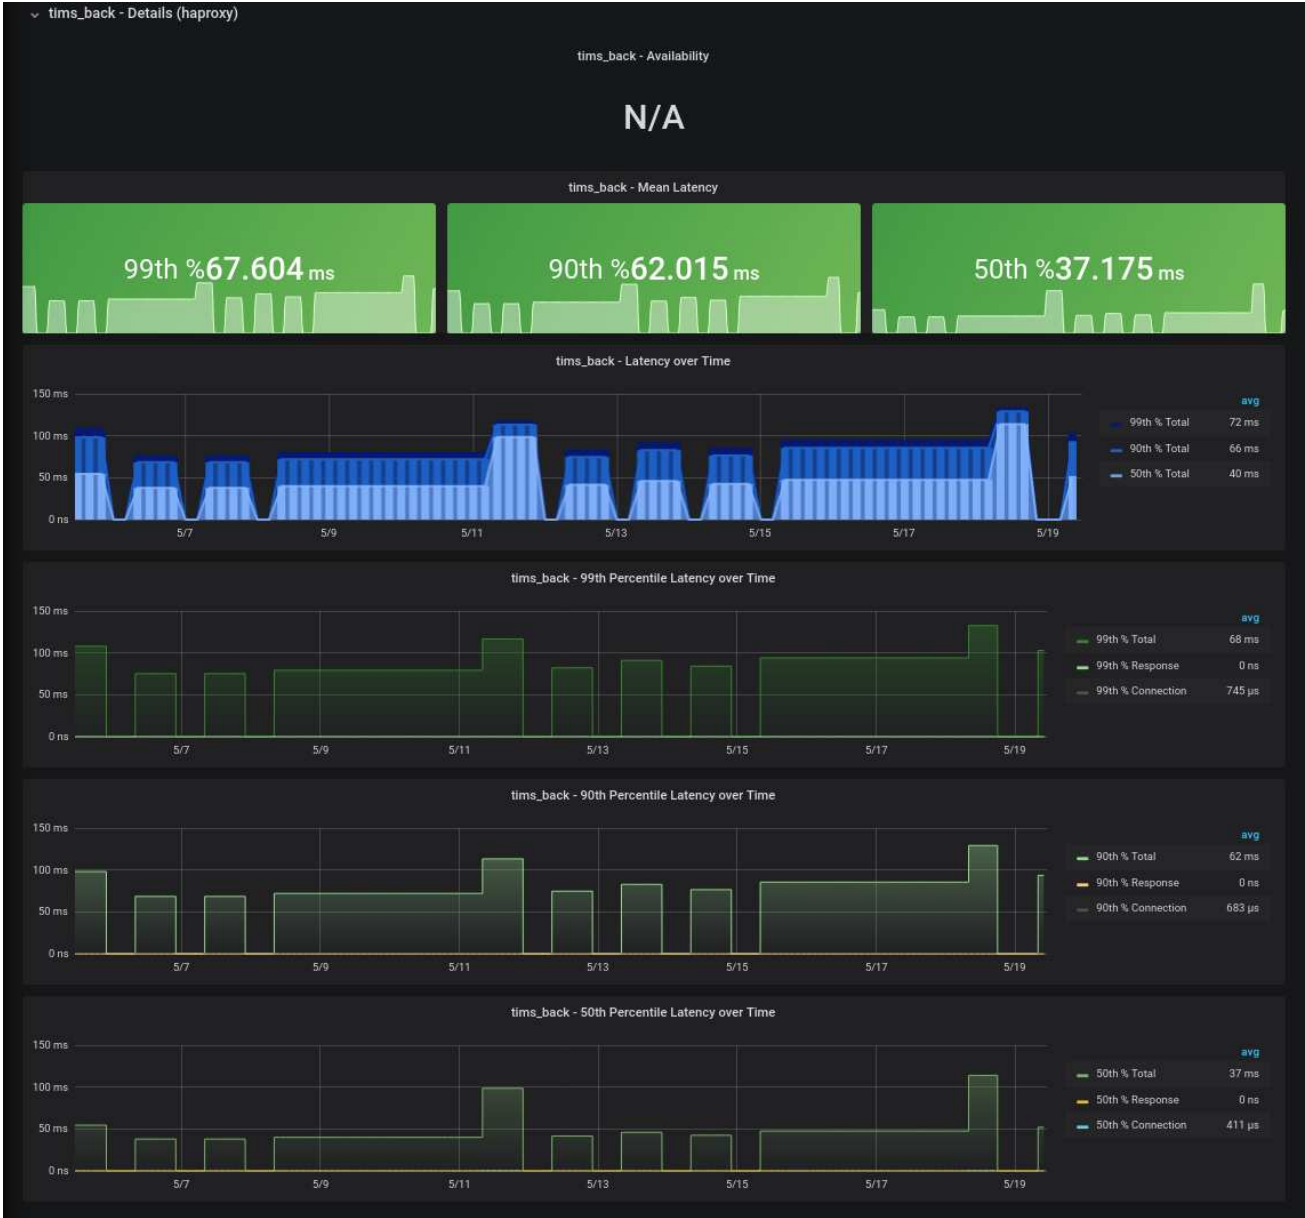 tims_back - Details (haproxy)
tims_back - Availability
N/A
tims_back - Mean Latency
99th %67.604 ms
90th %62.015 ms
50th %37.175 ms
tims_back - Latency over Time
150 ms
100 ms
50 ms
0 ns
5/7 5/9 5/11 5/13 5/15 5/17 5/19
avg
99th % Total 72 ms
90th % Total 66 ms
50th % Total 40 ms
tims_back - 99th Percentile Latency over Time
150 ms
100 ms
50 ms
0 ns
5/7 5/9 5/11 5/13 5/15 5/17 5/19
avg
99th % Total 68 ms
99th % Response 0 ns
99th % Connection 745 µs
tims_back - 90th Percentile Latency over Time
150 ms
100 ms
50 ms
0 ns
5/7 5/9 5/11 5/13 5/15 5/17 5/19
avg
90th % Total 62 ms
90th % Response 0 ns
90th % Connection 683 µs
tims_back - 50th Percentile Latency over Time
150 ms
100 ms
50 ms
0 ns
5/7 5/9 5/11 5/13 5/15 5/17 5/19
avg
50th % Total 37 ms
50th % Response 0 ns
50th % Connection 411 µs